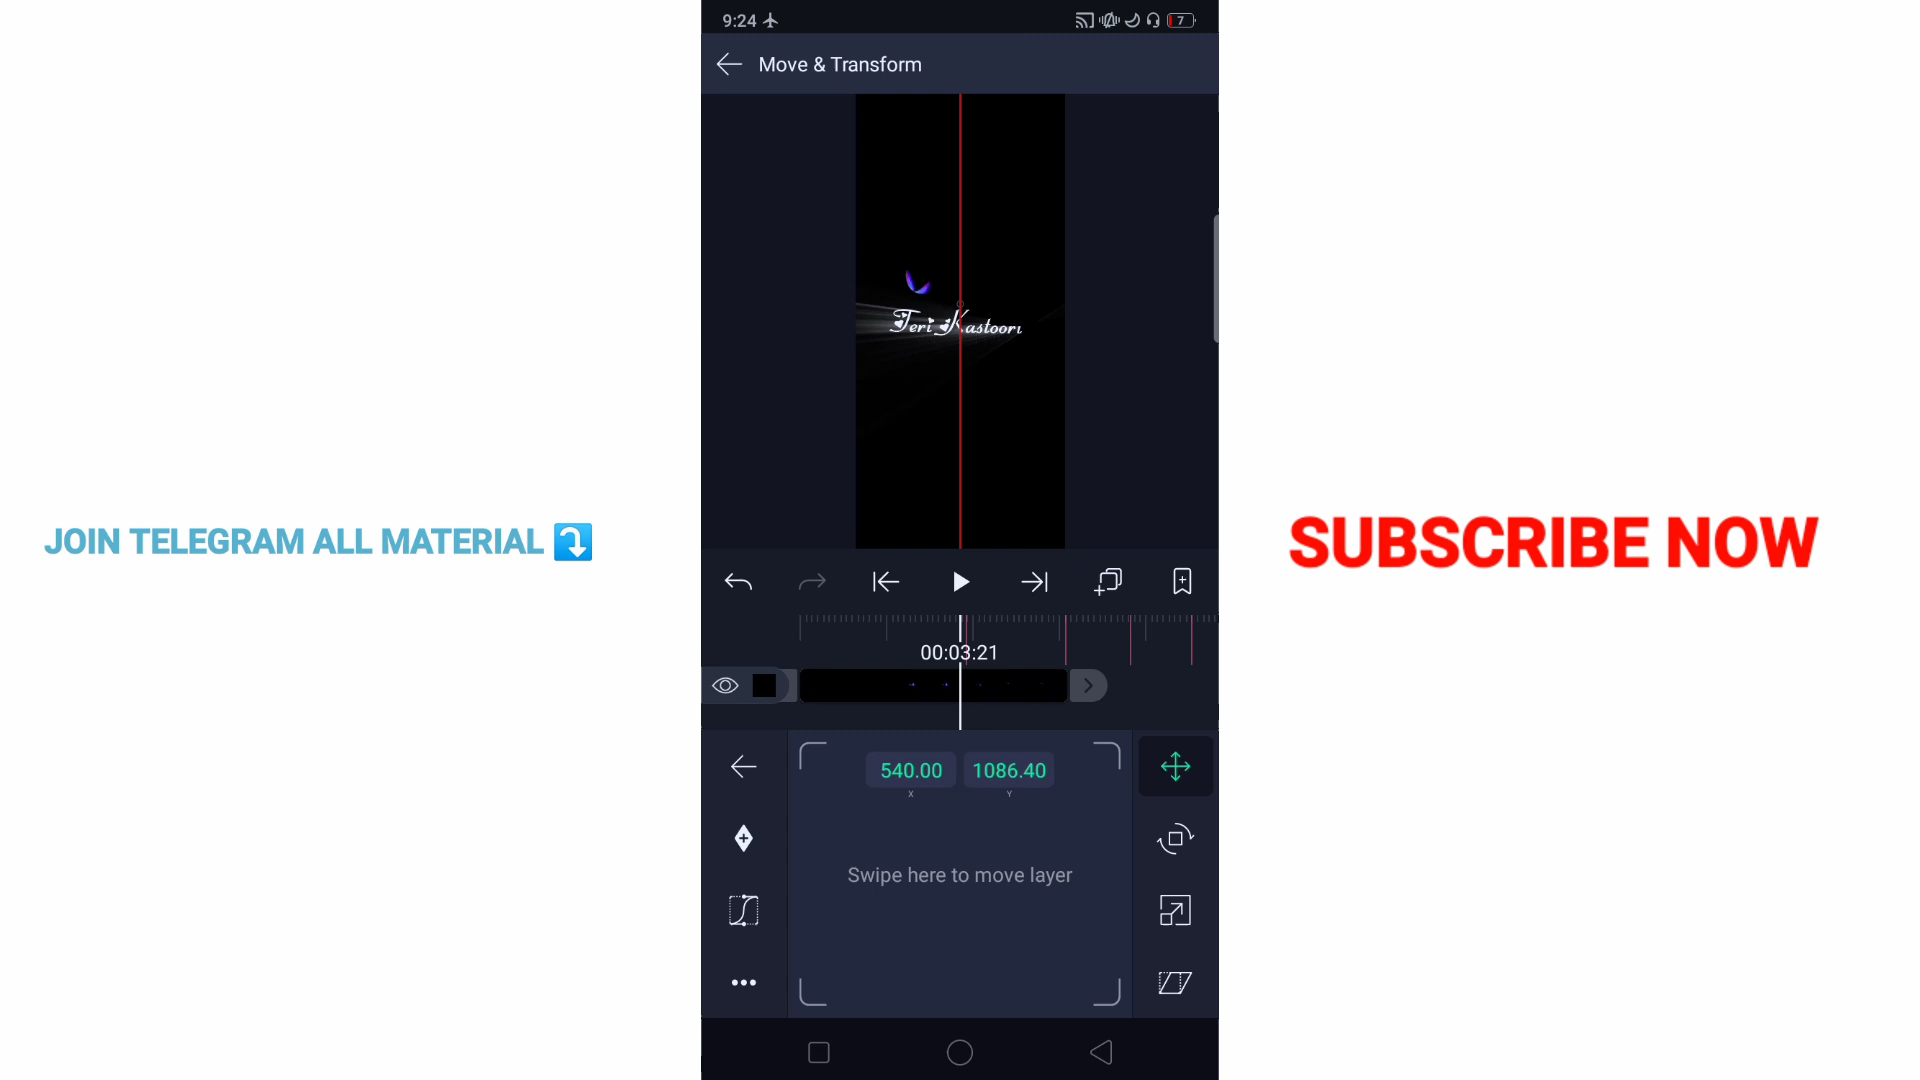 9:24
7
Move & Transform
Teri Kastoori
00:03:21
540.00 1086.40
X Y
Swipe here to move layer
JOIN TELEGRAM ALL MATERIAL
SUBSCRIBE NOW